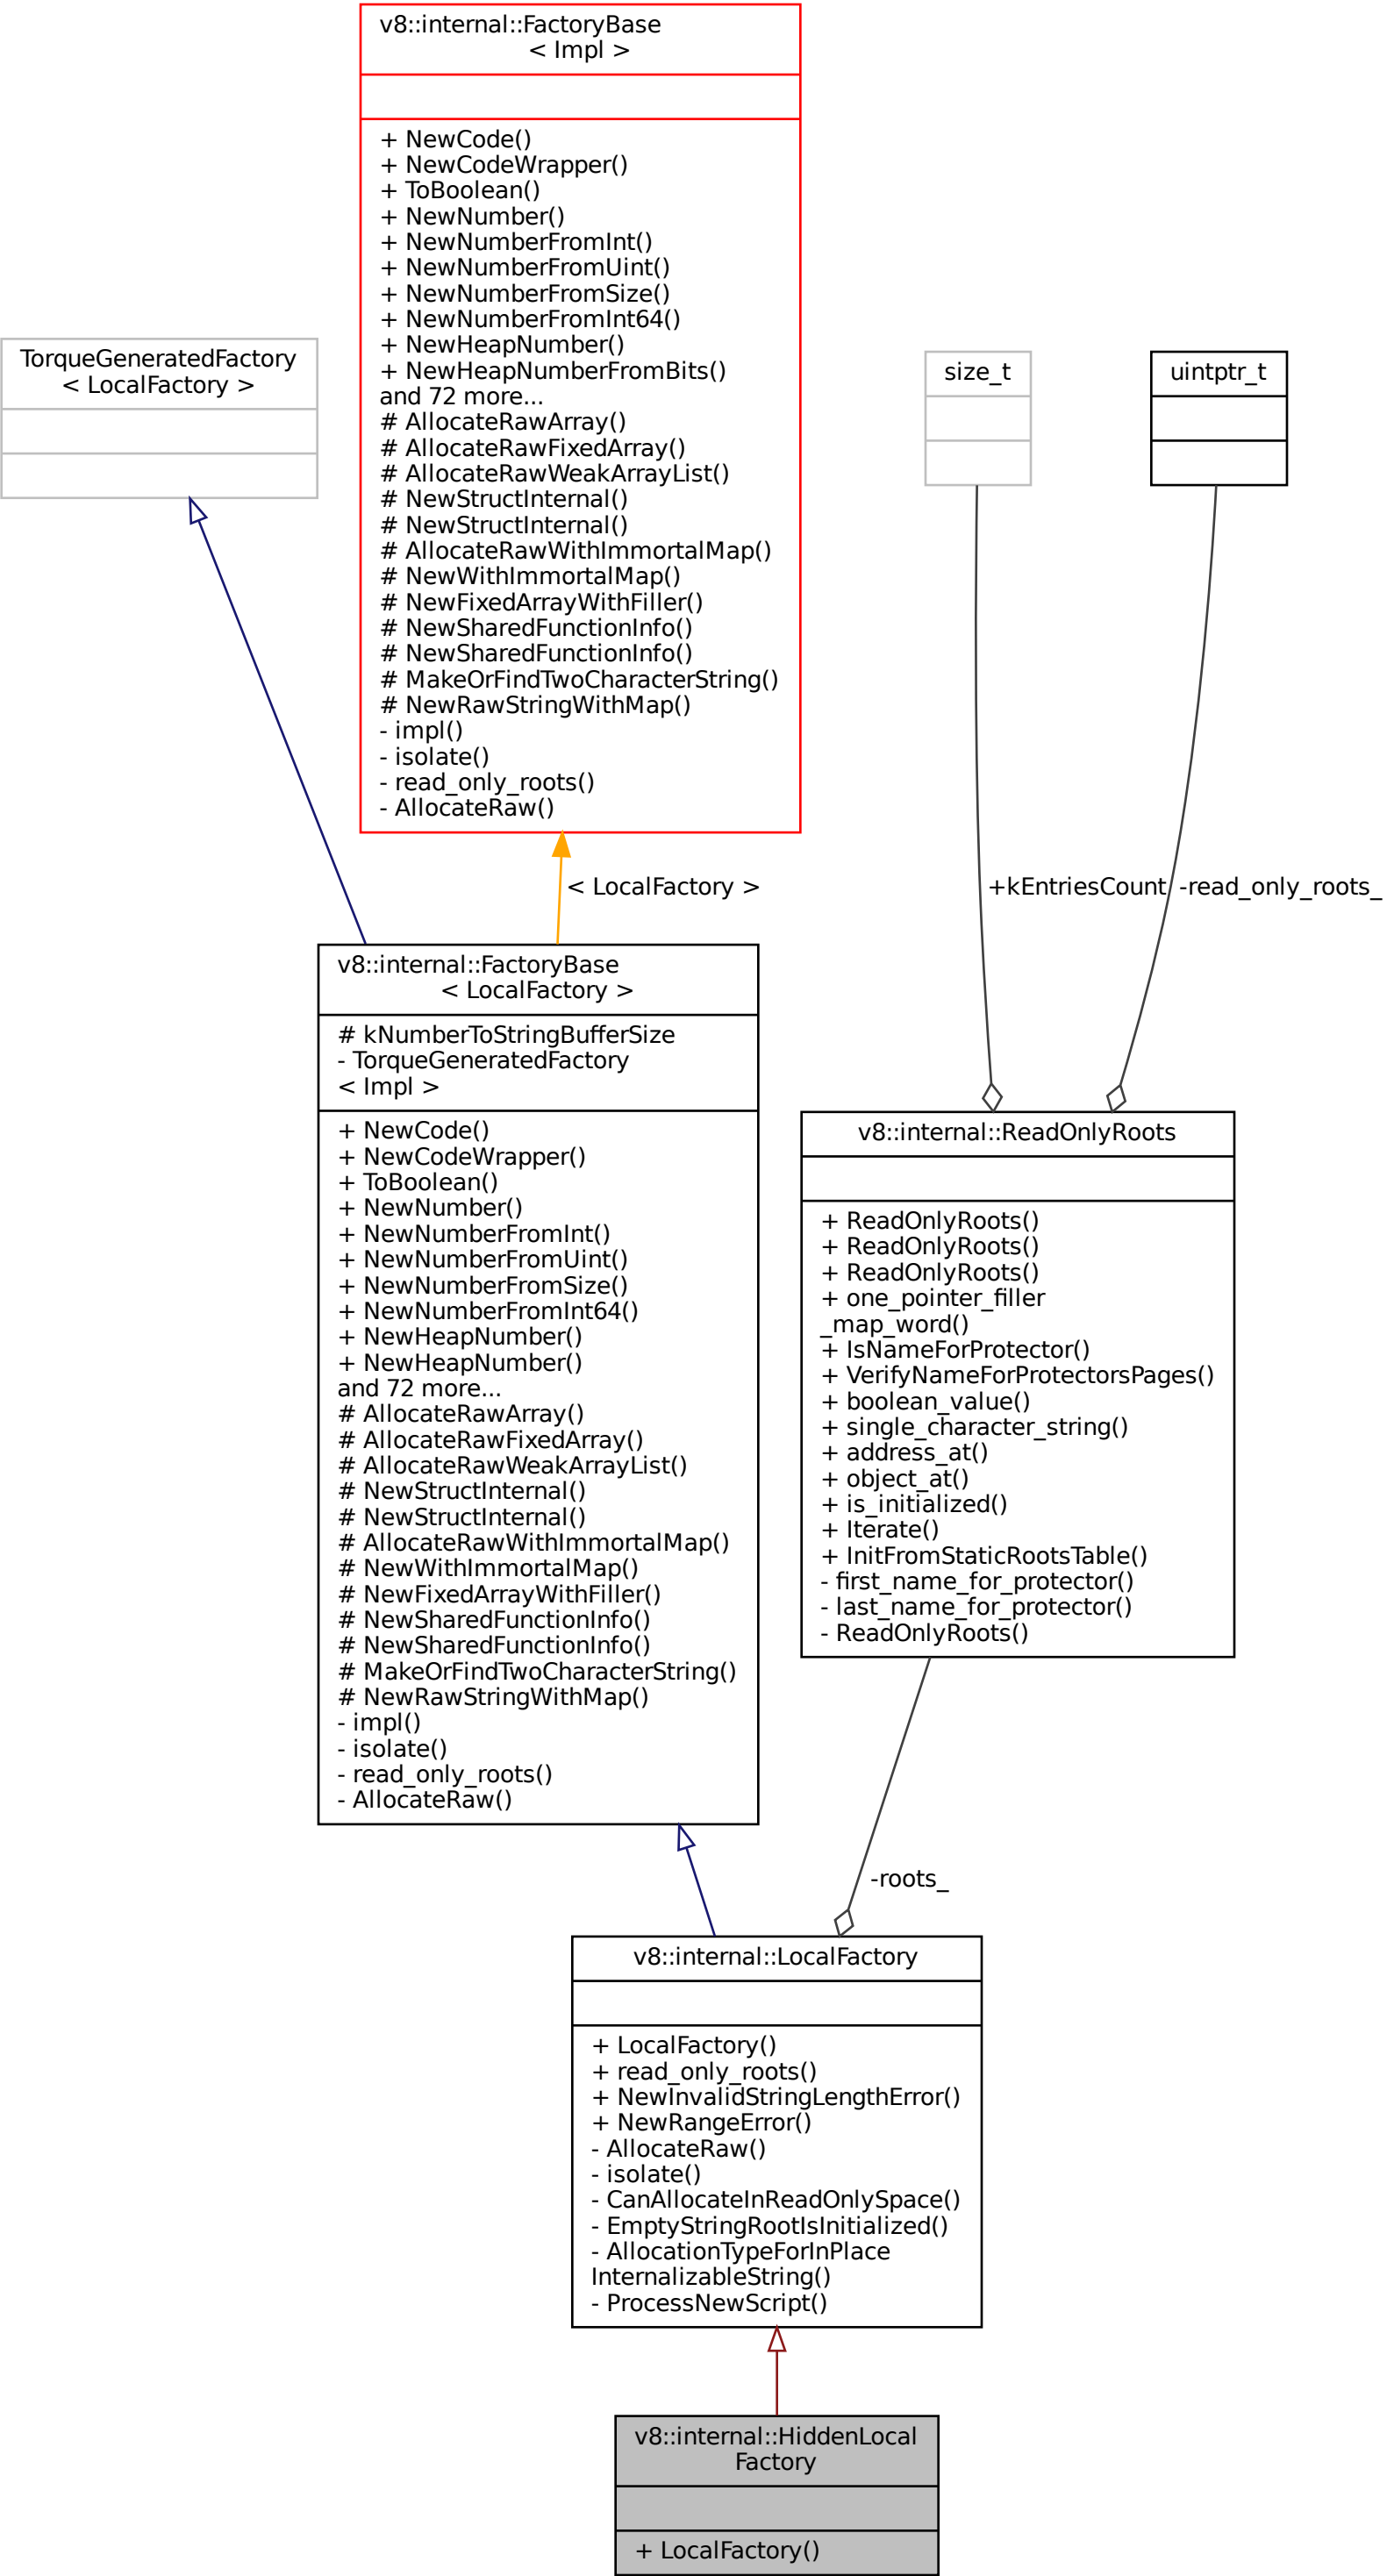 v8::internal::FactoryBase
< Impl >
+ NewCode()
+ NewCodeWrapper()
+ ToBoolean()
+ NewNumber()
+ NewNumberFromInt()
+ NewNumberFromUint()
+ NewNumberFromSize()
+ NewNumberFromInt64()
+ NewHeapNumber()
+ NewHeapNumberFromBits()
and 72 more...
# AllocateRawArray()
# AllocateRawFixedArray()
# AllocateRawWeakArrayList()
# NewStructInternal()
# NewStructInternal()
# AllocateRawWithImmortalMap()
# NewWithImmortalMap()
# NewFixedArrayWithFiller()
# NewSharedFunctionInfo()
# NewSharedFunctionInfo()
# MakeOrFindTwoCharacterString()
# NewRawStringWithMap()
- impl()
- isolate()
- read_only_roots()
- AllocateRaw()
TorqueGeneratedFactory
< LocalFactory >
size_t
uintptr_t
< LocalFactory >
+kEntriesCount
-read_only_roots_
v8::internal::FactoryBase
< LocalFactory >
# kNumberToStringBufferSize
- TorqueGeneratedFactory
< Impl >
+ NewCode()
+ NewCodeWrapper()
+ ToBoolean()
+ NewNumber()
+ NewNumberFromInt()
+ NewNumberFromUint()
+ NewNumberFromSize()
+ NewNumberFromInt64()
+ NewHeapNumber()
+ NewHeapNumber()
and 72 more...
# AllocateRawArray()
# AllocateRawFixedArray()
# AllocateRawWeakArrayList()
# NewStructInternal()
# NewStructInternal()
# AllocateRawWithImmortalMap()
# NewWithImmortalMap()
# NewFixedArrayWithFiller()
# NewSharedFunctionInfo()
# NewSharedFunctionInfo()
# MakeOrFindTwoCharacterString()
# NewRawStringWithMap()
- impl()
- isolate()
- read_only_roots()
- AllocateRaw()
v8::internal::ReadOnlyRoots
+ ReadOnlyRoots()
+ ReadOnlyRoots()
+ ReadOnlyRoots()
+ one_pointer_filler
_map_word()
+ IsNameForProtector()
+ VerifyNameForProtectorsPages()
+ boolean_value()
+ single_character_string()
+ address_at()
+ object_at()
+ is_initialized()
+ Iterate()
+ InitFromStaticRootsTable()
- first_name_for_protector()
- last_name_for_protector()
- ReadOnlyRoots()
-roots_
v8::internal::LocalFactory
+ LocalFactory()
+ read_only_roots()
+ NewInvalidStringLengthError()
+ NewRangeError()
- AllocateRaw()
- isolate()
- CanAllocateInReadOnlySpace()
- EmptyStringRootIsInitialized()
- AllocationTypeForInPlace
InternalizableString()
- ProcessNewScript()
v8::internal::HiddenLocal
Factory
+ LocalFactory()